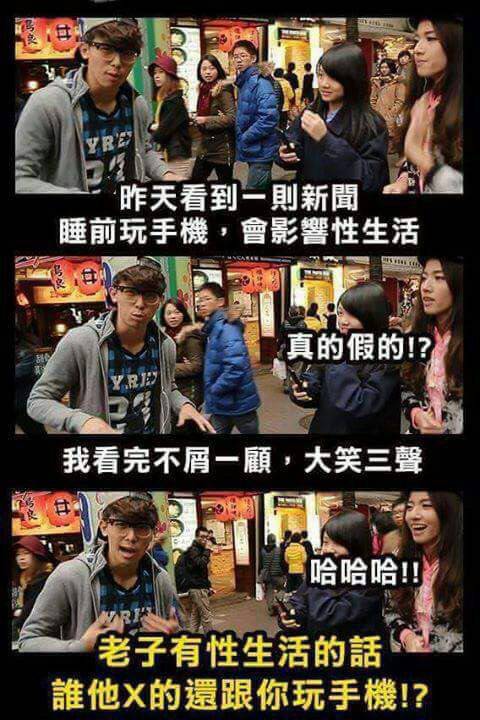 昨天看到一則新聞
睡前玩手機，會影響性生活
真的假的!?
我看完不屑一顧，大笑三聲
哈哈哈!!
老子有性生活的話
誰他X的還跟你玩手機!?